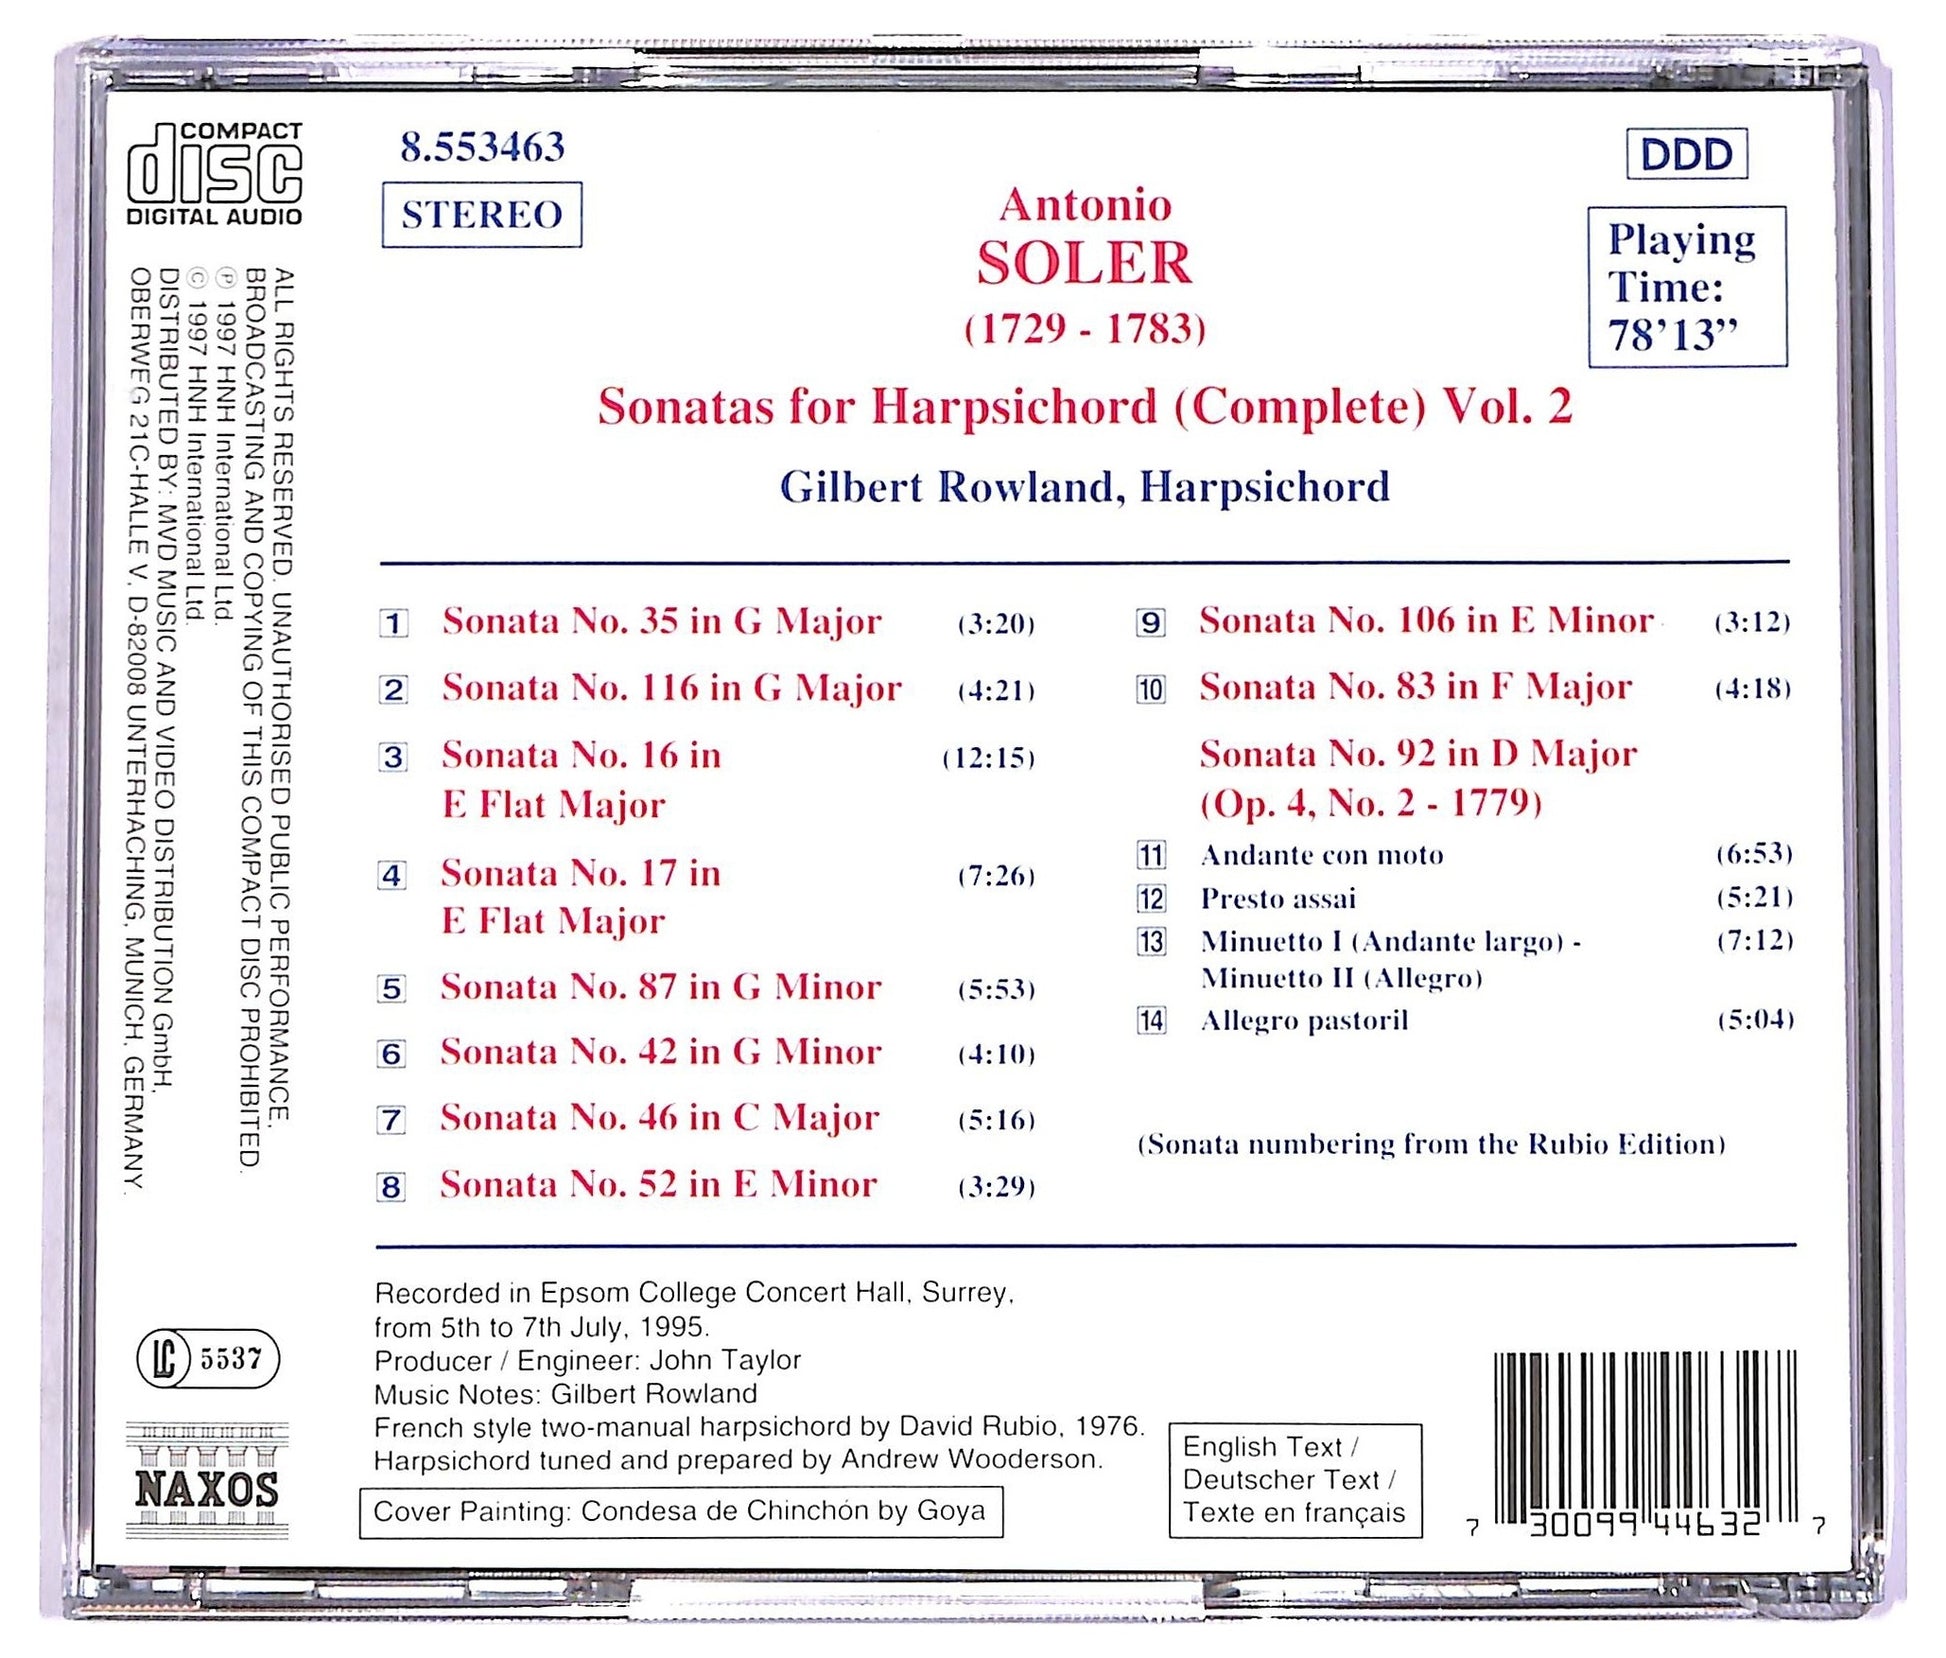 COMPACT
disc
DIGITAL AUDIO
ALL RIGHTS RESERVED. UNAUTHORISED PUBLIC PERFORMANCE,
BROADCASTING AND COPYING OF THIS COMPACT DISC PROHIBITED.
℗ 1997 HNH International Ltd.
© 1997 HNH International Ltd.
DISTRIBUTED BY: MVD MUSIC AND VIDEO DISTRIBUTION GmbH,
OBERWEG 21C-HALLE V, D-82008 UNTERHACHING, MUNICH, GERMANY.
LC 5537
NAXOS
8.553463
STEREO
DDD
Playing
Time:
78’13”
Antonio
SOLER
(1729 - 1783)
Sonatas for Harpsichord (Complete) Vol. 2
Gilbert Rowland, Harpsichord
1 Sonata No. 35 in G Major (3:20)
2 Sonata No. 116 in G Major (4:21)
3 Sonata No. 16 in (12:15)
E Flat Major
4 Sonata No. 17 in (7:26)
E Flat Major
5 Sonata No. 87 in G Minor (5:53)
6 Sonata No. 42 in G Minor (4:10)
7 Sonata No. 46 in C Major (5:16)
8 Sonata No. 52 in E Minor (3:29)
9 Sonata No. 106 in E Minor (3:12)
10 Sonata No. 83 in F Major (4:18)
Sonata No. 92 in D Major
(Op. 4, No. 2 - 1779)
11 Andante con moto (6:53)
12 Presto assai (5:21)
13 Minuetto I (Andante largo) - (7:12)
Minuetto II (Allegro)
14 Allegro pastoril (5:04)
(Sonata numbering from the Rubio Edition)
Recorded in Epsom College Concert Hall, Surrey,
from 5th to 7th July, 1995.
Producer / Engineer: John Taylor
Music Notes: Gilbert Rowland
French style two-manual harpsichord by David Rubio, 1976.
Harpsichord tuned and prepared by Andrew Wooderson.
Cover Painting: Condesa de Chinchón by Goya
English Text /
Deutscher Text /
Texte en français
7 30099 44632 7